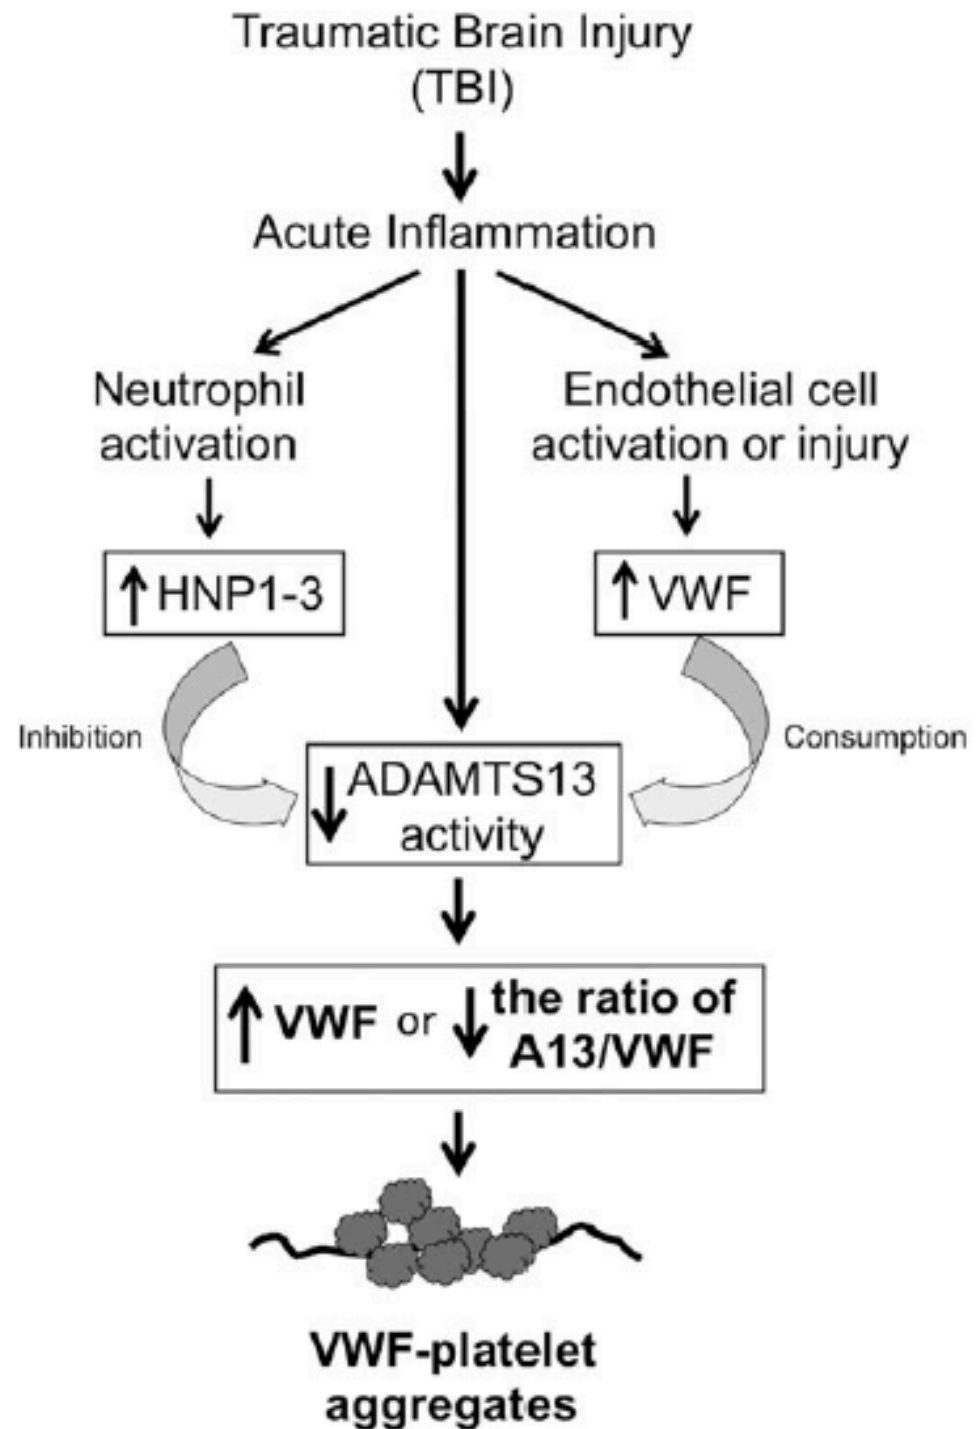 Traumatic Brain Injury
(TBI)
Acute Inflammation
Neutrophil
activation
Endothelial cell
activation or injury
↑ HNP1-3
↑ VWF
Inhibition
Consumption
↓ ADAMTS13
activity
↑ VWF or ↓ the ratio of
A13/VWF
VWF-platelet
aggregates